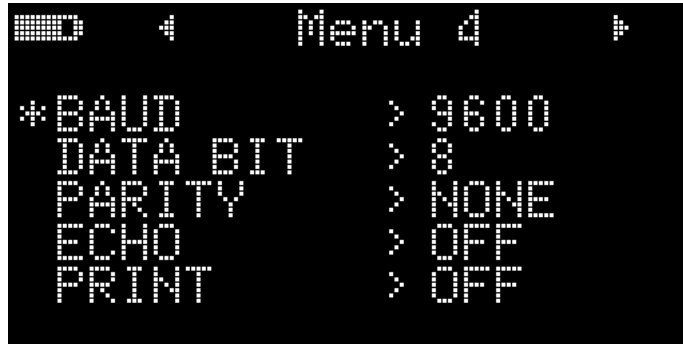 Menu 4
*BAUD > 9600
DATA BIT > 8
PARITY > NONE
ECHO > OFF
PRINT > OFF